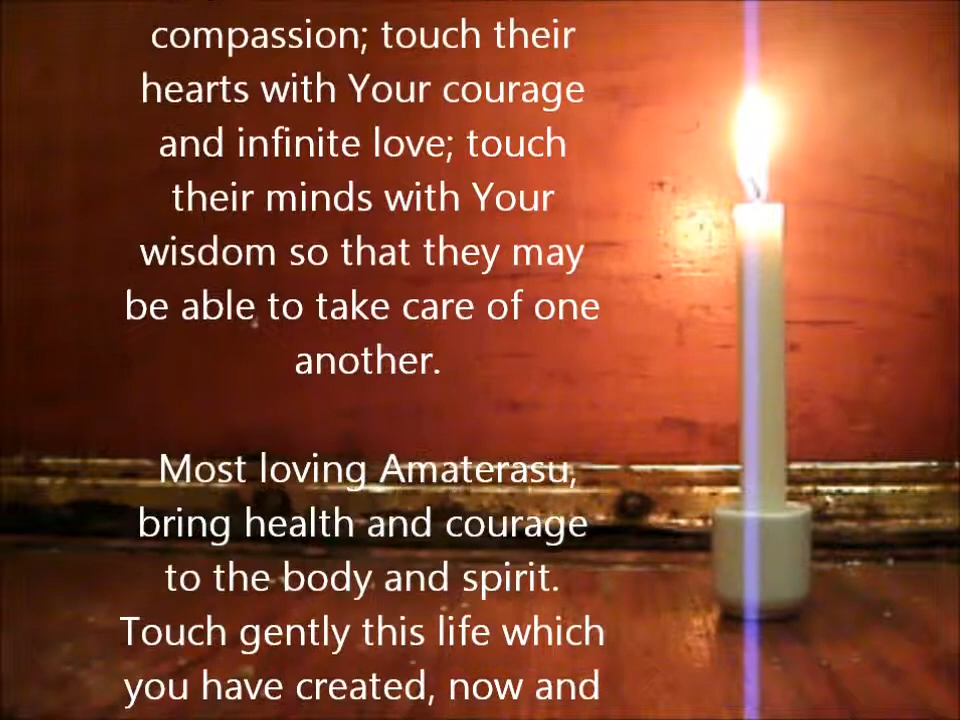 compassion; touch their
hearts with Your courage
and infinite love; touch
their minds with Your
wisdom so that they may
be able to take care of one
another.
Most loving Amaterasu,
bring health and courage
to the body and spirit.
Touch gently this life which
you have created, now and